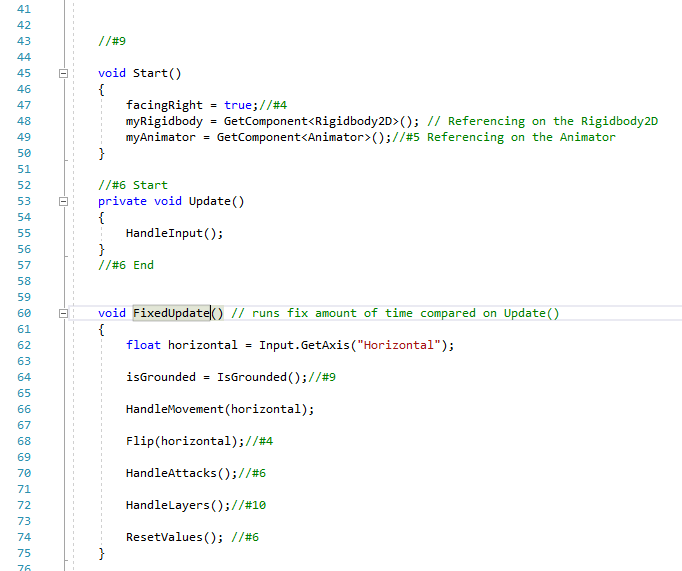 41
42
43 //#9
44
45 void Start()
46 {
47 facingRight = true;//#4
48 myRigidbody = GetComponent<Rigidbody2D>(); // Referencing on the Rigidbody2D
49 myAnimator = GetComponent<Animator>();//#5 Referencing on the Animator
50 }
51
52 //#6 Start
53 private void Update()
54 {
55 HandleInput();
56 }
57 //#6 End
58
59
60 void FixedUpdate() // runs fix amount of time compared on Update()
61 {
62 float horizontal = Input.GetAxis("Horizontal");
63
64 isGrounded = IsGrounded();//#9
65
66 HandleMovement(horizontal);
67
68 Flip(horizontal);//#4
69
70 HandleAttacks();//#6
71
72 HandleLayers();//#10
73
74 ResetValues(); //#6
75 }
76